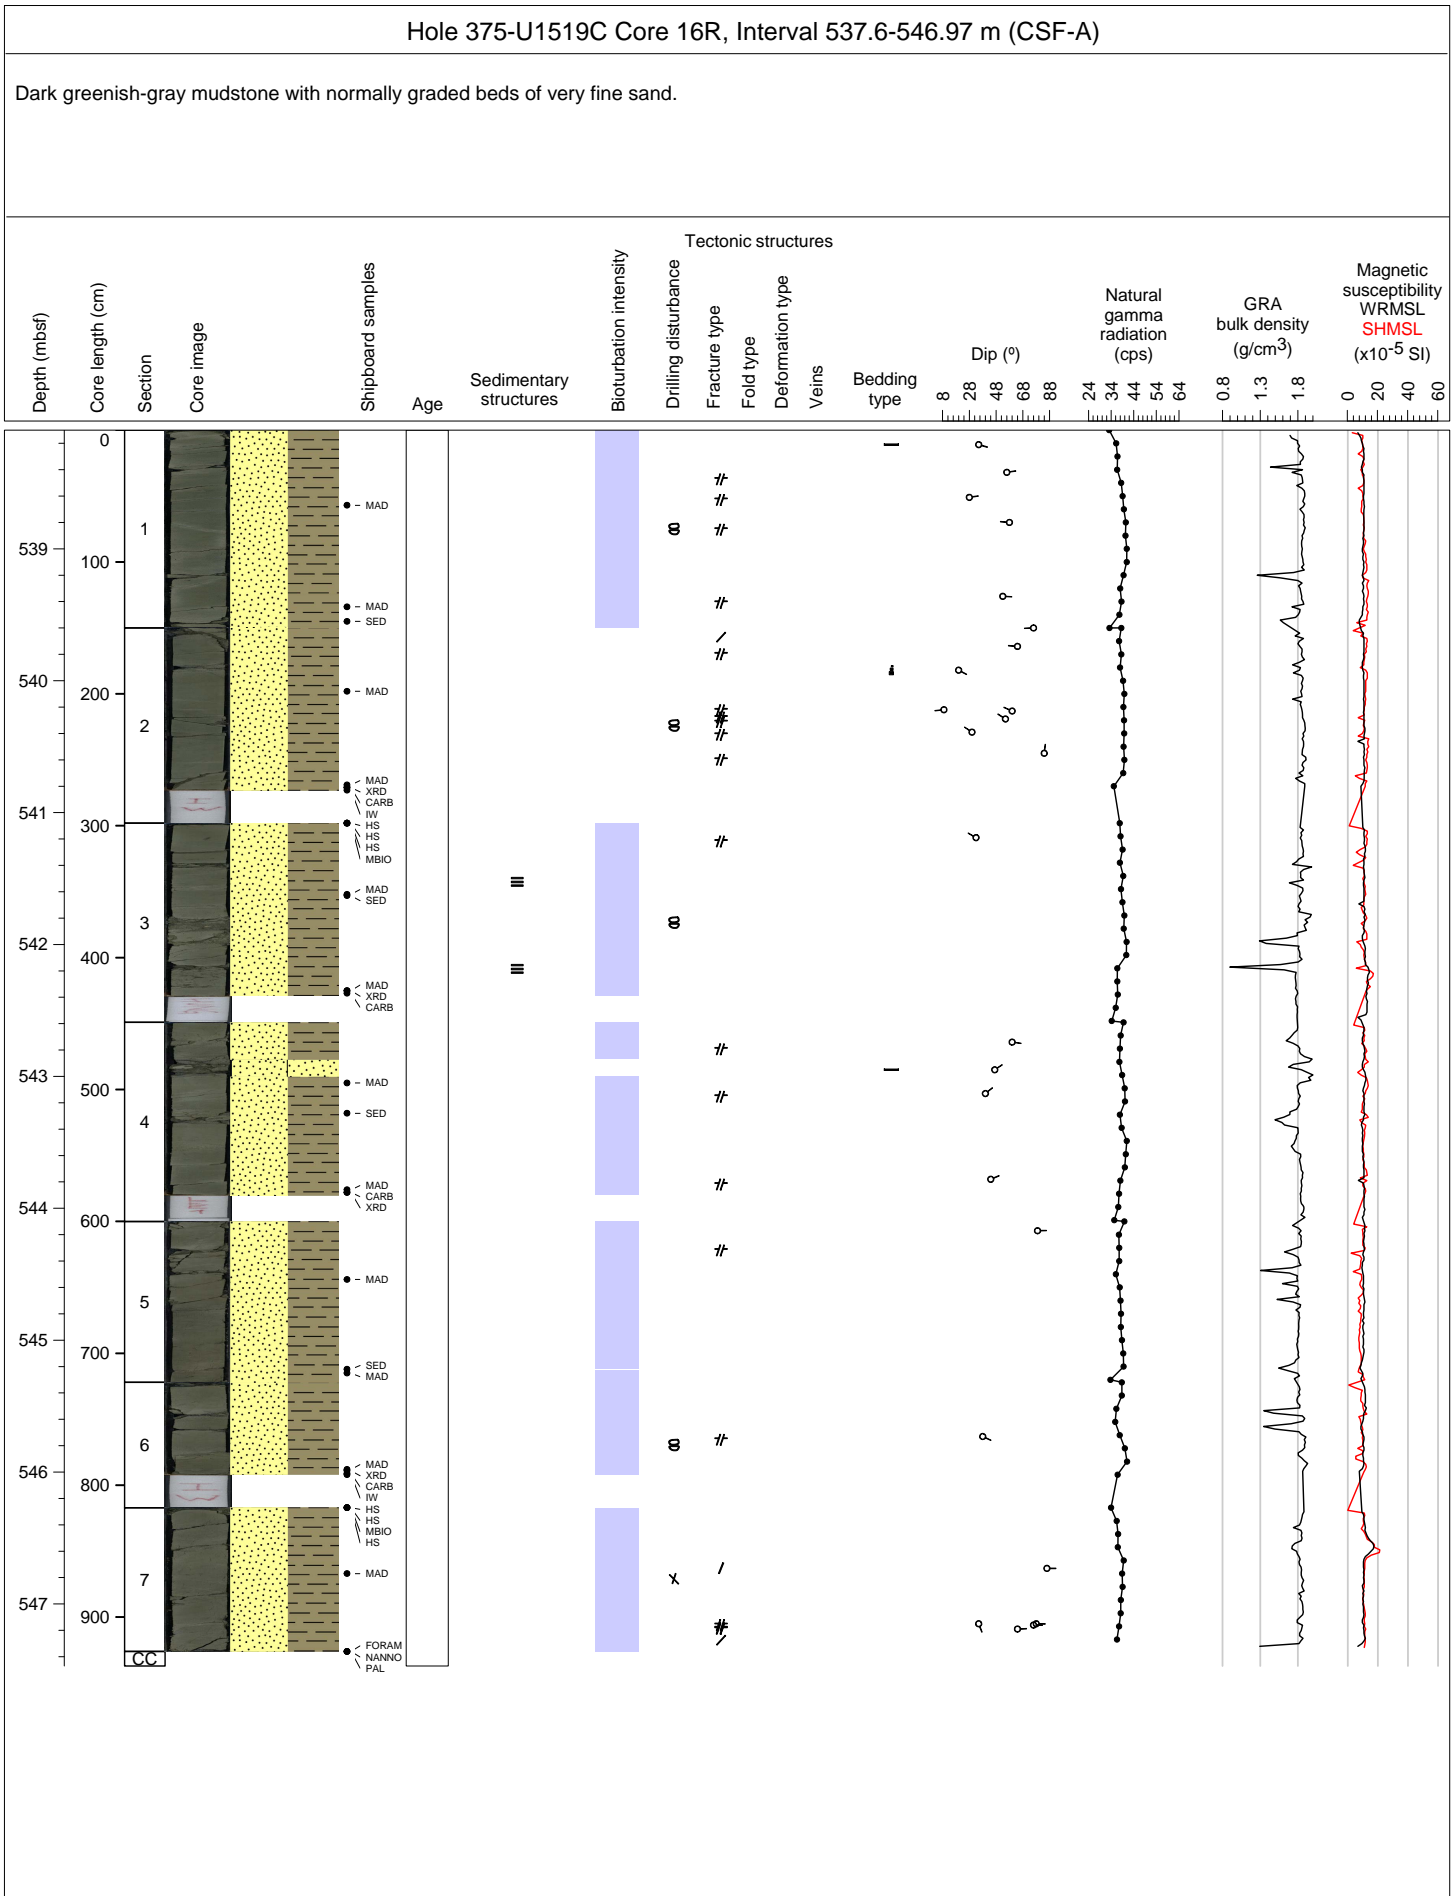 Hole 375-U1519C Core 16R, Interval 537.6-546.97 m (CSF-A)
Dark greenish-gray mudstone with normally graded beds of very fine sand.
Depth (mbsf)
Core length (cm)
Section
Core image
Shipboard samples
Age
Sedimentary
structures
Bioturbation intensity
Drilling disturbance
Tectonic structures
Fracture type
Fold type
Deformation type
Veins
Bedding
type
Dip (º)
8 28 48 68 88
Natural
gamma
radiation
(cps)
24 34 44 54 64
GRA
bulk density
(g/cm3)
0.8 1.3 1.8
Magnetic
susceptibility
WRMSL
SHMSL
(x10-5 SI)
0 20 40 60
539
540
541
542
543
544
545
546
547
0
100
200
300
400
500
600
700
800
900
1
2
3
4
5
6
7
CC
MAD
MAD
SED
MAD
MAD
XRD
CARB
IW
HS
HS
HS
MBIO
MAD
SED
MAD
XRD
CARB
MAD
SED
MAD
CARB
XRD
MAD
SED
MAD
MAD
XRD
CARB
IW
HS
HS
MBIO
HS
MAD
FORAM
NANNO
PAL